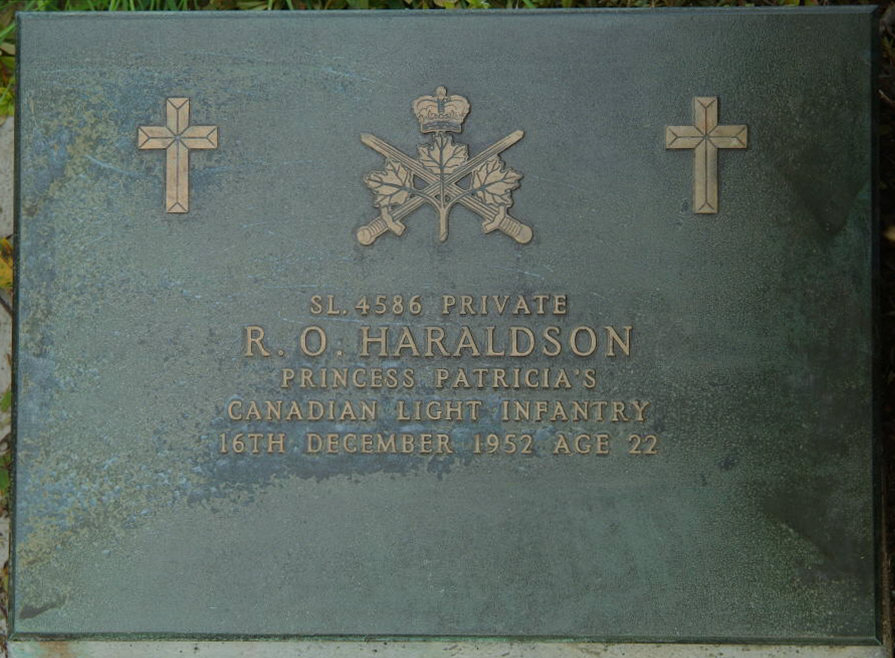 SL. 4586 PRIVATE
R. O. HARALDSON
PRINCESS PATRICIA'S
CANADIAN LIGHT INFANTRY
16TH DECEMBER 1952 AGE 22